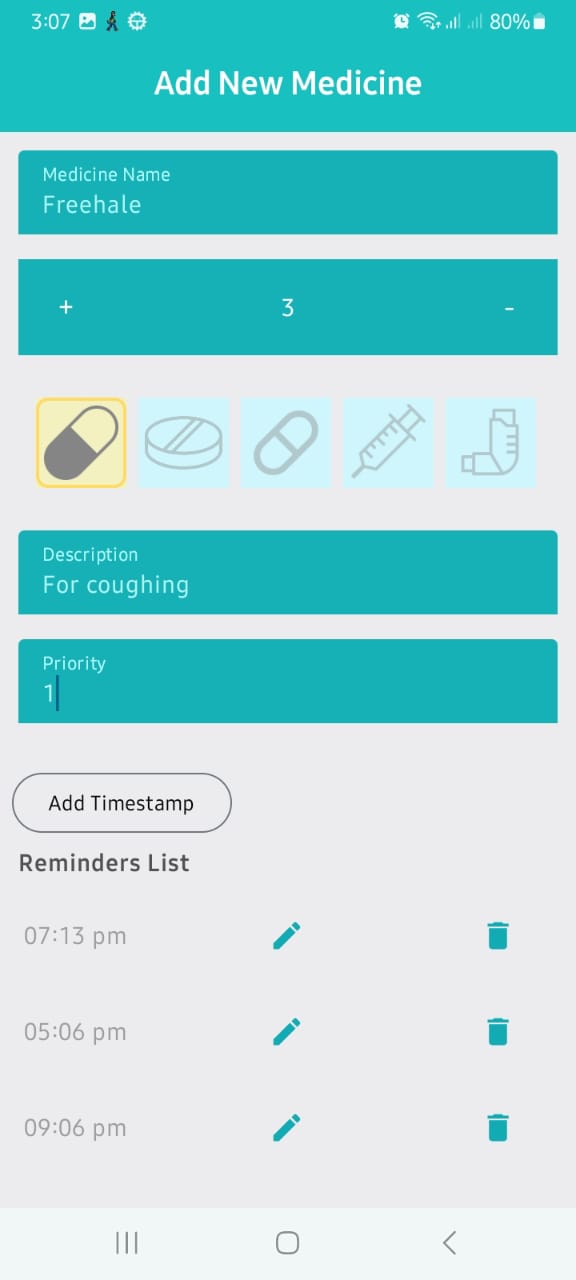 3:07
80%
Add New Medicine
Medicine Name
Freehale
+ 3 -
Description
For coughing
Priority
1
Add Timestamp
Reminders List
07:13 pm
05:06 pm
09:06 pm